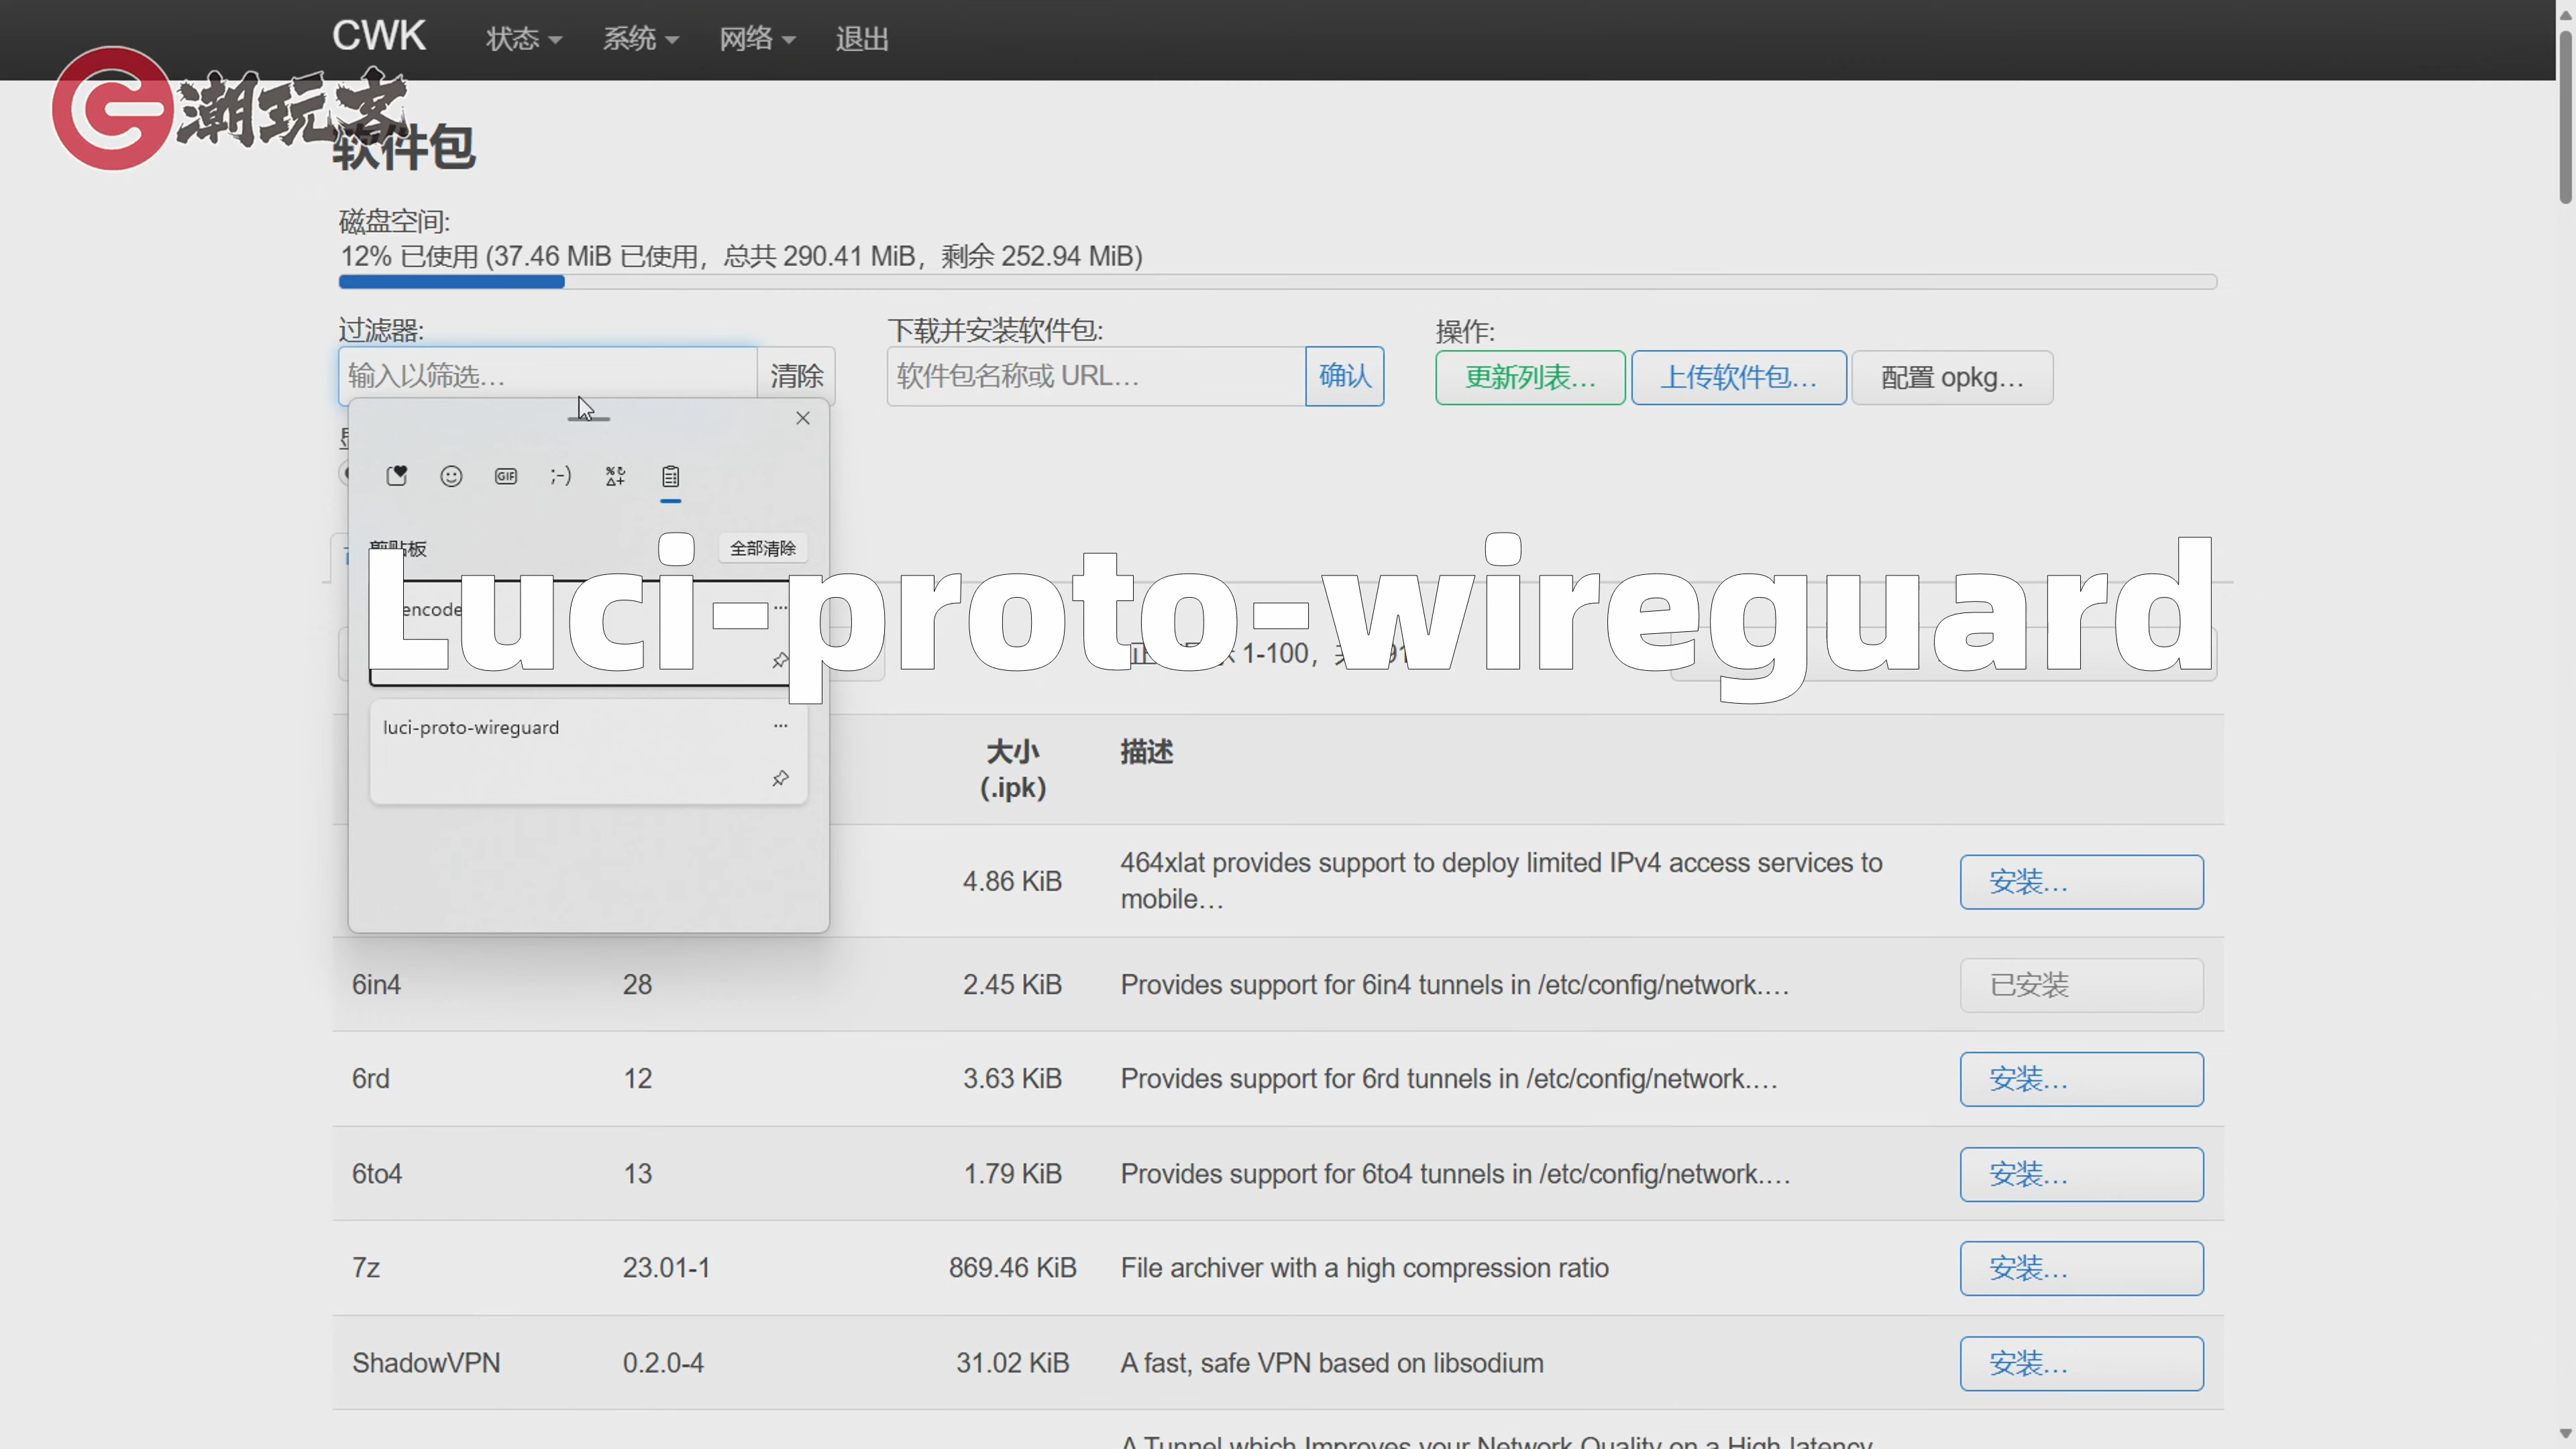 CWK 状态 系统 网络 退出
潮玩客
软件包
磁盘空间:
12% 已使用 (37.46 MiB 已使用，总共 290.41 MiB，剩余 252.94 MiB)
过滤器: 下载并安装软件包: 操作:
输入以筛选… 清除 软件包名称或 URL… 确认 更新列表… 上传软件包… 配置 opkg…
GIF ;-)
剪贴板 全部清除
encode
Luci-proto-wireguard
1-100，
luci-proto-wireguard
大小 (.ipk) 描述
4.86 KiB 464xlat provides support to deploy limited IPv4 access services to mobile… 安装…
6in4 28 2.45 KiB Provides support for 6in4 tunnels in /etc/config/network.… 已安装
6rd 12 3.63 KiB Provides support for 6rd tunnels in /etc/config/network.… 安装…
6to4 13 1.79 KiB Provides support for 6to4 tunnels in /etc/config/network.… 安装…
7z 23.01-1 869.46 KiB File archiver with a high compression ratio 安装…
ShadowVPN 0.2.0-4 31.02 KiB A fast, safe VPN based on libsodium 安装…
A Tunnel which Improves your Network Quality on a High-latency